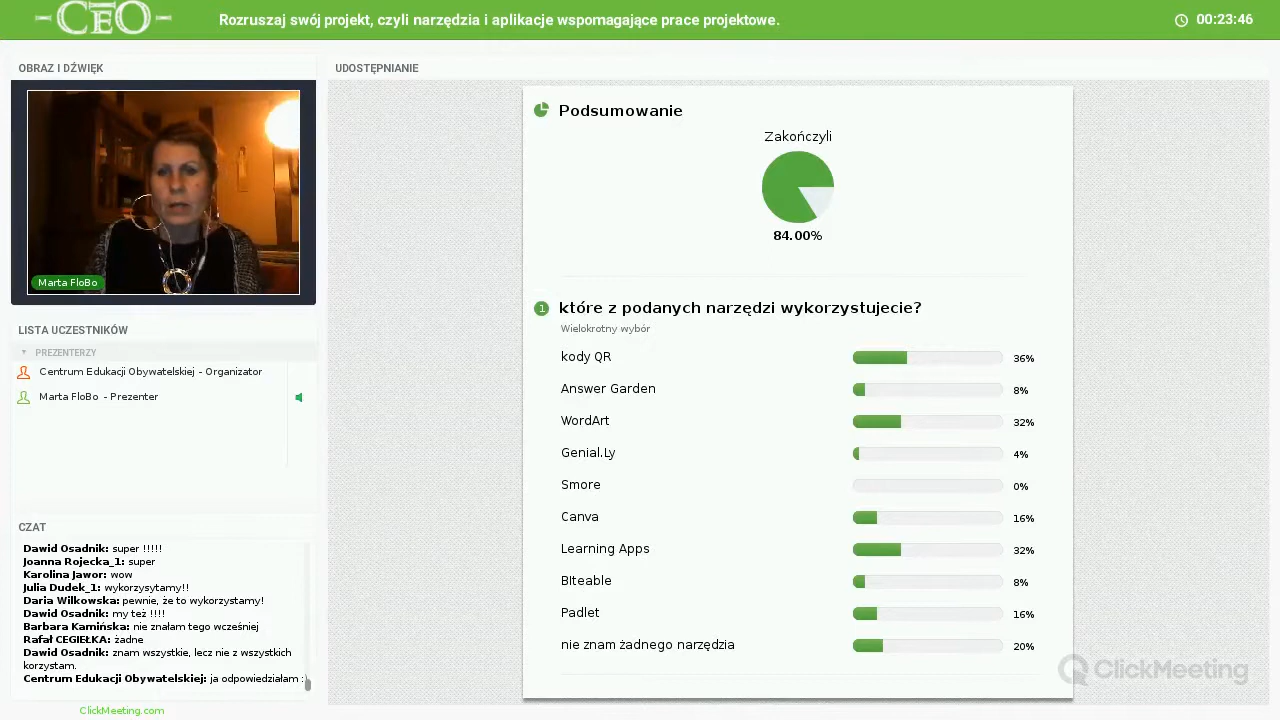 CEO
Rozruszaj swój projekt, czyli narzędzia i aplikacje wspomagające prace projektowe.
00:23:46
OBRAZ I DŹWIĘK
Marta FloBo
LISTA UCZESTNIKÓW
PREZENTERZY
Centrum Edukacji Obywatelskiej - Organizator
Marta FloBo - Prezenter
CZAT
Dawid Osadnik: super !!!!
Joanna Rojecka_1: super
Karolina Jawor: wow
Julia Dudek_1: wykorzysytamy!!
Daria Wilkowska: pewnie, że to wykorzystamy!
Dawid Osadnik: my też !!!!
Barbara Kamińska: nie znałam tego wcześniej
Rafał CEGIEŁKA: żadne
Dawid Osadnik: znam wszystkie, lecz nie z wszystkich
korzystam.
Centrum Edukacji Obywatelskiej: ja odpowiedziałam :
ClickMeeting.com
UDOSTĘPNIANIE
Podsumowanie
Zakończyli
84.00%
1 które z podanych narzędzi wykorzystujecie?
Wielokrotny wybór
kody QR 36%
Answer Garden 8%
WordArt 32%
Genial.Ly 4%
Smore 0%
Canva 16%
Learning Apps 32%
BIteable 8%
Padlet 16%
nie znam żadnego narzędzia 20%
ClickMeeting